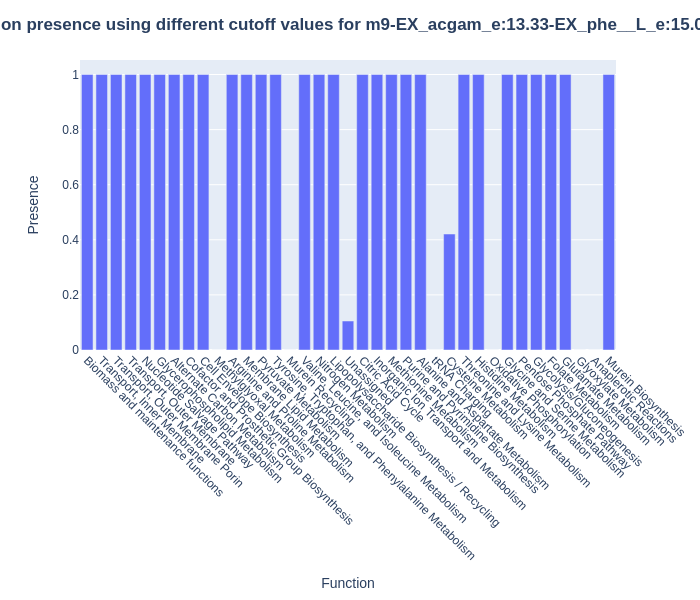 on presence using different cutoff values for m9-EX_acgam_e:13.33-EX_phe__L_e:15.0
Presence
1
0.8
0.6
0.4
0.2
0
Biomass and maintenance functions
Transport, Inner Membrane
Transport, Outer Membrane
Transport, Outer Membrane Porin
Nucleotide Salvage Pathway
Glycerophospholipid Metabolism
Alternate Carbon Metabolism
Cofactor and Prosthetic Group Biosynthesis
Cell Envelope Biosynthesis
Methylglyoxal Metabolism
Arginine and Proline Metabolism
Membrane Lipid Metabolism
Pyruvate Metabolism
Tyrosine, Tryptophan, and Phenylalanine Metabolism
Murein Recycling
Valine, Leucine, and Isoleucine Metabolism
Nitrogen Metabolism
Lipopolysaccharide Biosynthesis / Recycling
Unassigned
Citric Acid Cycle
Inorganic Ion Transport and Metabolism
Methionine Metabolism
Purine and Pyrimidine Biosynthesis
Alanine and Aspartate Metabolism
tRNA Charging
Cysteine Metabolism
Threonine and Lysine Metabolism
Histidine Metabolism
Oxidative Phosphorylation
Glycine and Serine Metabolism
Pentose Phosphate Pathway
Glycolysis/Gluconeogenesis
Folate Metabolism
Glutamate Metabolism
Glyoxylate Metabolism
Anaplerotic Reactions
Murein Biosynthesis
Function